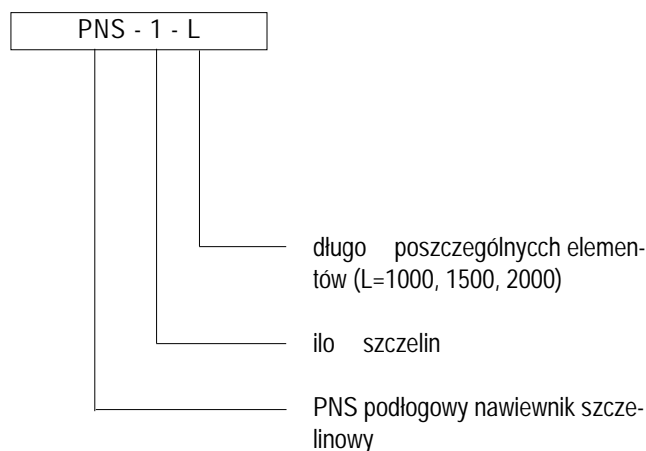 PNS - 1 - L
długo poszczególnycch elemen-
tów (L=1000, 1500, 2000)
ilo szczelin
PNS podłogowy nawiewnik szcze-
linowy